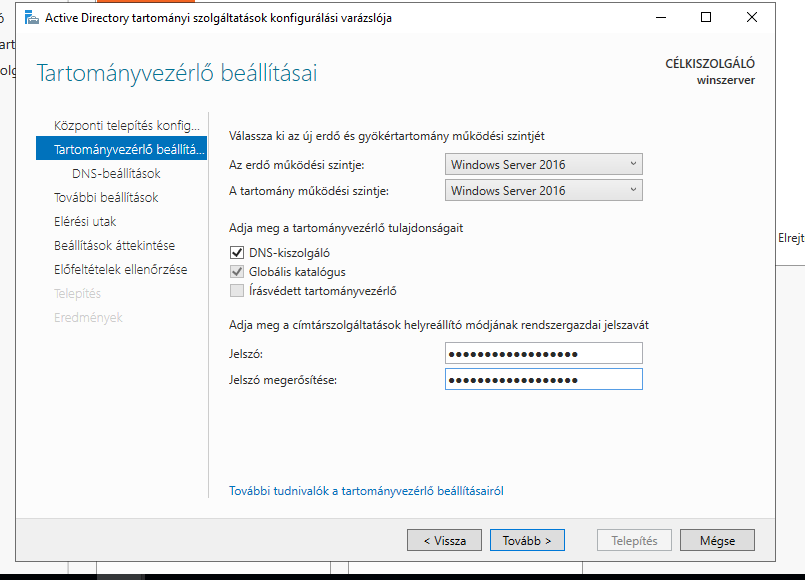 Active Directory tartományi szolgáltatások konfigurálási varázslója
Tartományvezérlő beállításai
CÉLKISZOLGÁLÓ
winserver
Központi telepítés konfig...
Tartományvezérlő beállítá...
DNS-beállítások
További beállítások
Elérési utak
Beállítások áttekintése
Előfeltételek ellenőrzése
Telepítés
Eredmények
Válassza ki az új erdő és gyökértartomány működési szintjét
Az erdő működési szintje:
Windows Server 2016
A tartomány működési szintje:
Windows Server 2016
Adja meg a tartományvezérlő tulajdonságait
DNS-kiszolgáló
Globális katalógus
Írásvédett tartományvezérlő
Adja meg a címtárszolgáltatások helyreállító módjának rendszergazdai jelszavát
Jelszó:
●●●●●●●●●●●●●●●●●●
Jelszó megerősítése:
●●●●●●●●●●●●●●●●●●
További tudnivalók a tartományvezérlő beállításairól
< Vissza
Tovább >
Telepítés
Mégse
Elrejt